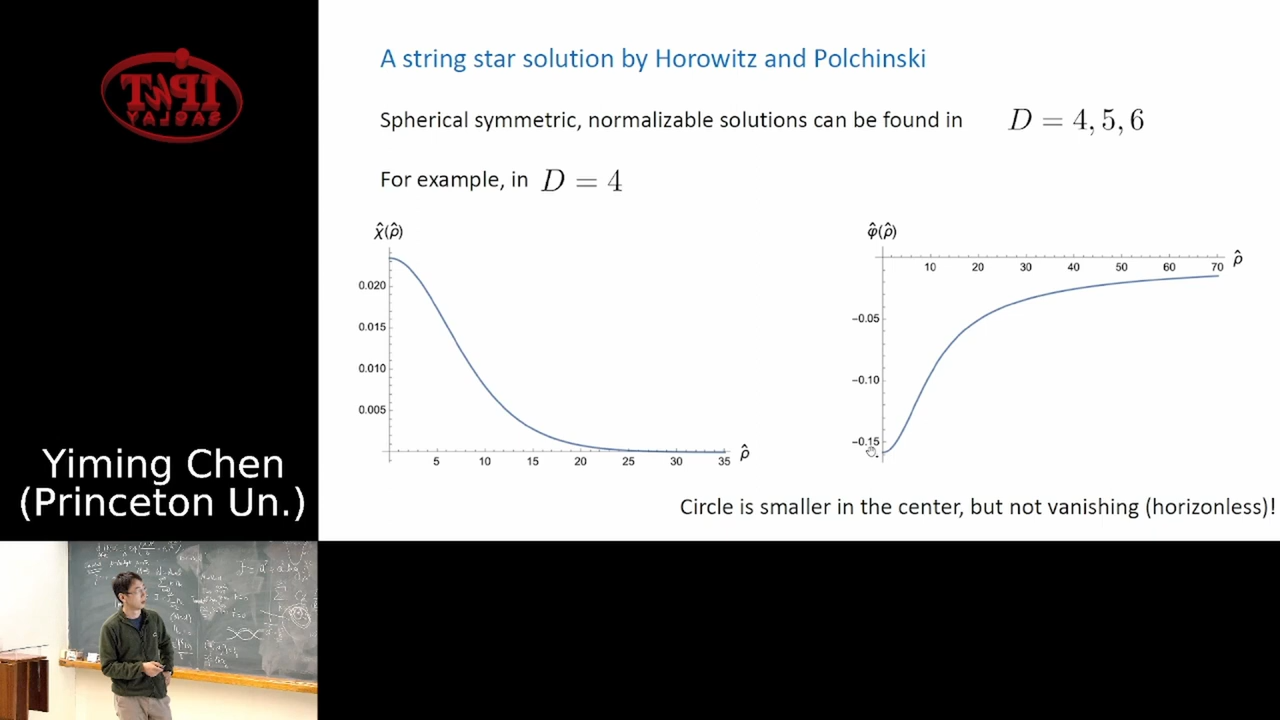 IPhT
SACLAY
Yiming Chen
(Princeton Un.)
A string star solution by Horowitz and Polchinski
Spherical symmetric, normalizable solutions can be found in D = 4, 5, 6
For example, in D = 4
χ̂(ρ̂)
0.020
0.015
0.010
0.005
5 10 15 20 25 30 35 ρ̂
φ̂(ρ̂)
10 20 30 40 50 60 70 ρ̂
−0.05
−0.10
−0.15
Circle is smaller in the center, but not vanishing (horizonless)!